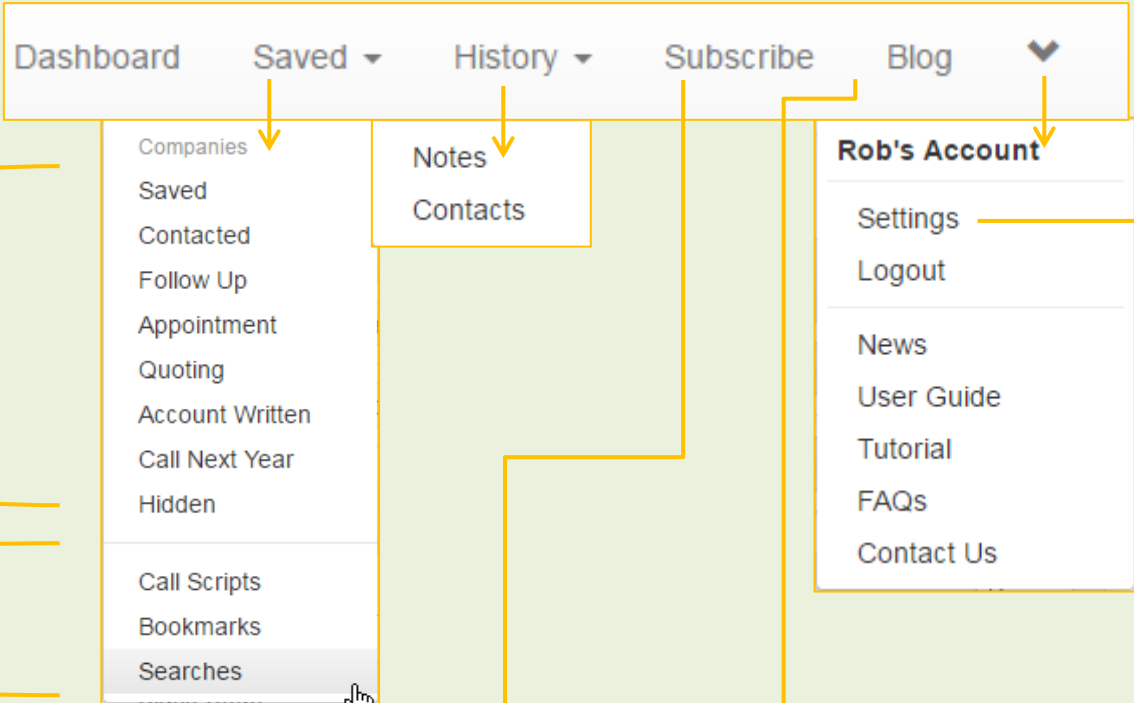 Dashboard Saved History Subscribe Blog
Companies
Saved
Contacted
Follow Up
Appointment
Quoting
Account Written
Call Next Year
Hidden
Call Scripts
Bookmarks
Searches
Notes
Contacts
Rob's Account
Settings
Logout
News
User Guide
Tutorial
FAQs
Contact Us